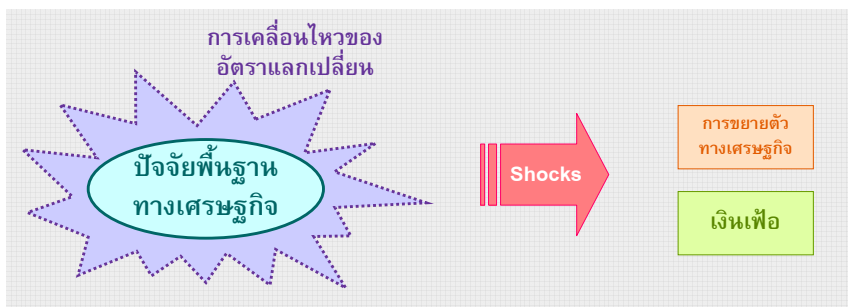 การเคลื่อนไหวของ
อัตราแลกเปลี่ยน
ปัจจัยพื้นฐาน
ทางเศรษฐกิจ
Shocks
การขยายตัว
ทางเศรษฐกิจ
เงินเฟ้อ